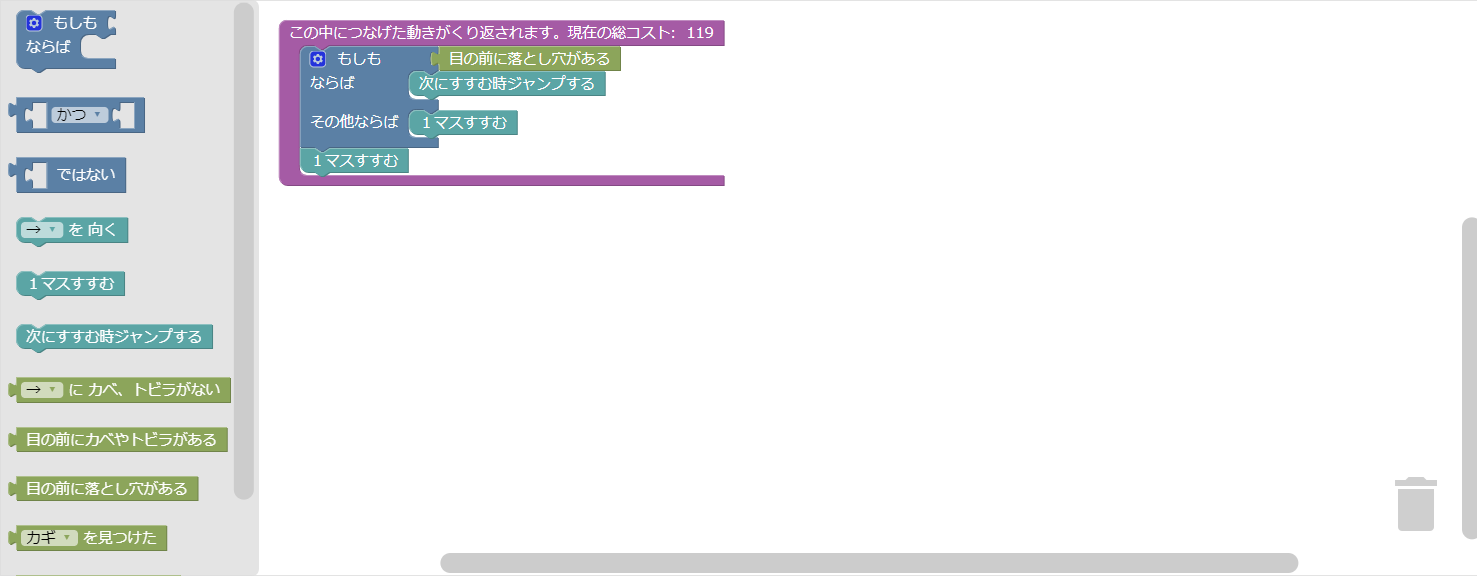 もしも
ならば
かつ
ではない
→ を 向く
１マスすすむ
次にすすむ時ジャンプする
→ に カベ、トビラがない
目の前にカベやトビラがある
目の前に落とし穴がある
カギ を見つけた
この中につなげた動きがくり返されます。現在の総コスト: 119
もしも 目の前に落とし穴がある
ならば 次にすすむ時ジャンプする
その他ならば １マスすすむ
１マスすすむ